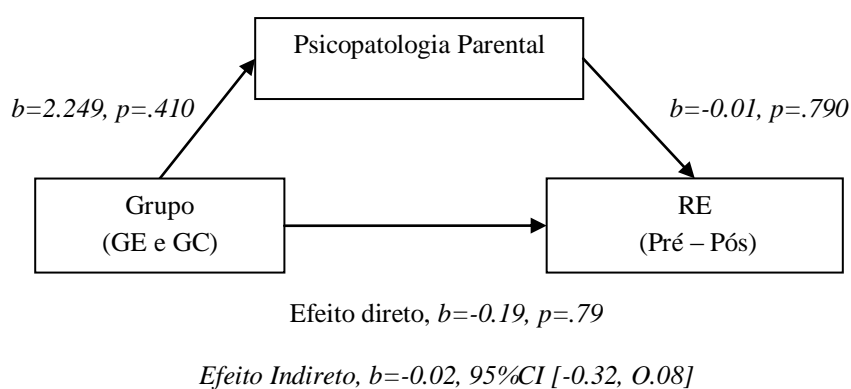 Psicopatologia Parental
b=2.249, p=.410
b=-0.01, p=.790
Grupo
(GE e GC)
RE
(Pré – Pós)
Efeito direto, b=-0.19, p=.79
Efeito Indireto, b=-0.02, 95%CI [-0.32, O.08]